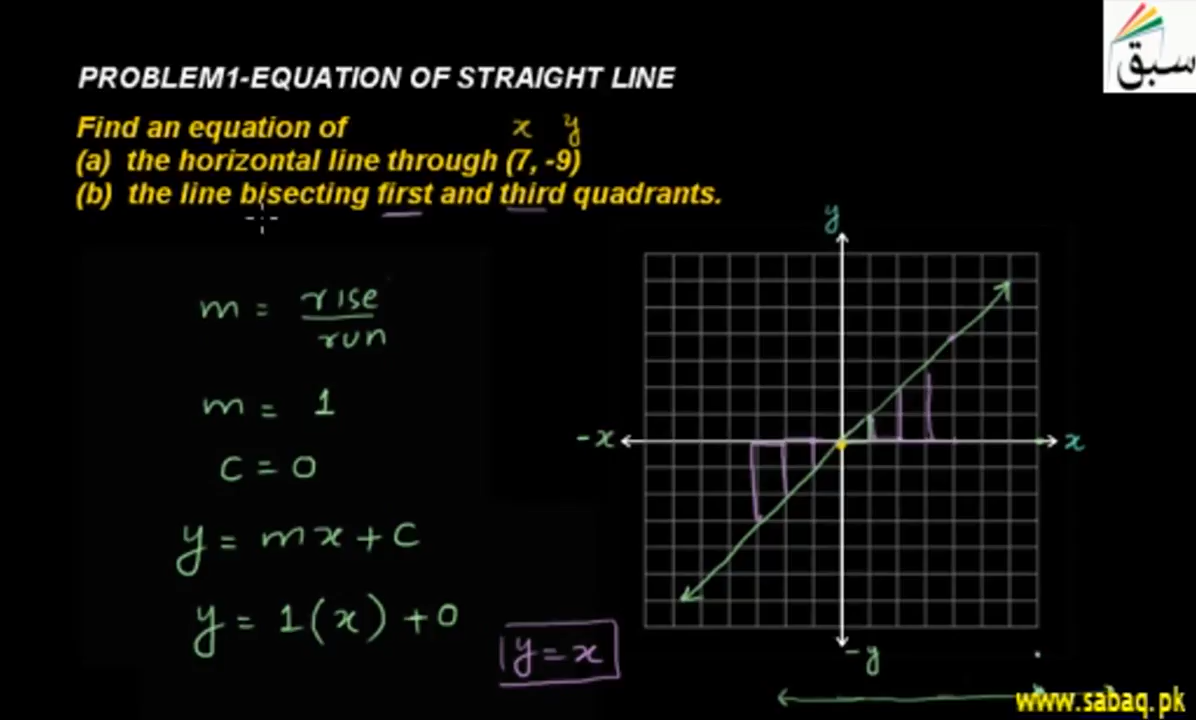 سبق
PROBLEM1-EQUATION OF STRAIGHT LINE
Find an equation of x y
(a) the horizontal line through (7, -9)
(b) the line bisecting first and third quadrants.
y
m = rise
run
m = 1
-x x
c = 0
y = mx + c
y = 1(x) + 0
y = x
-y
www.sabaq.pk